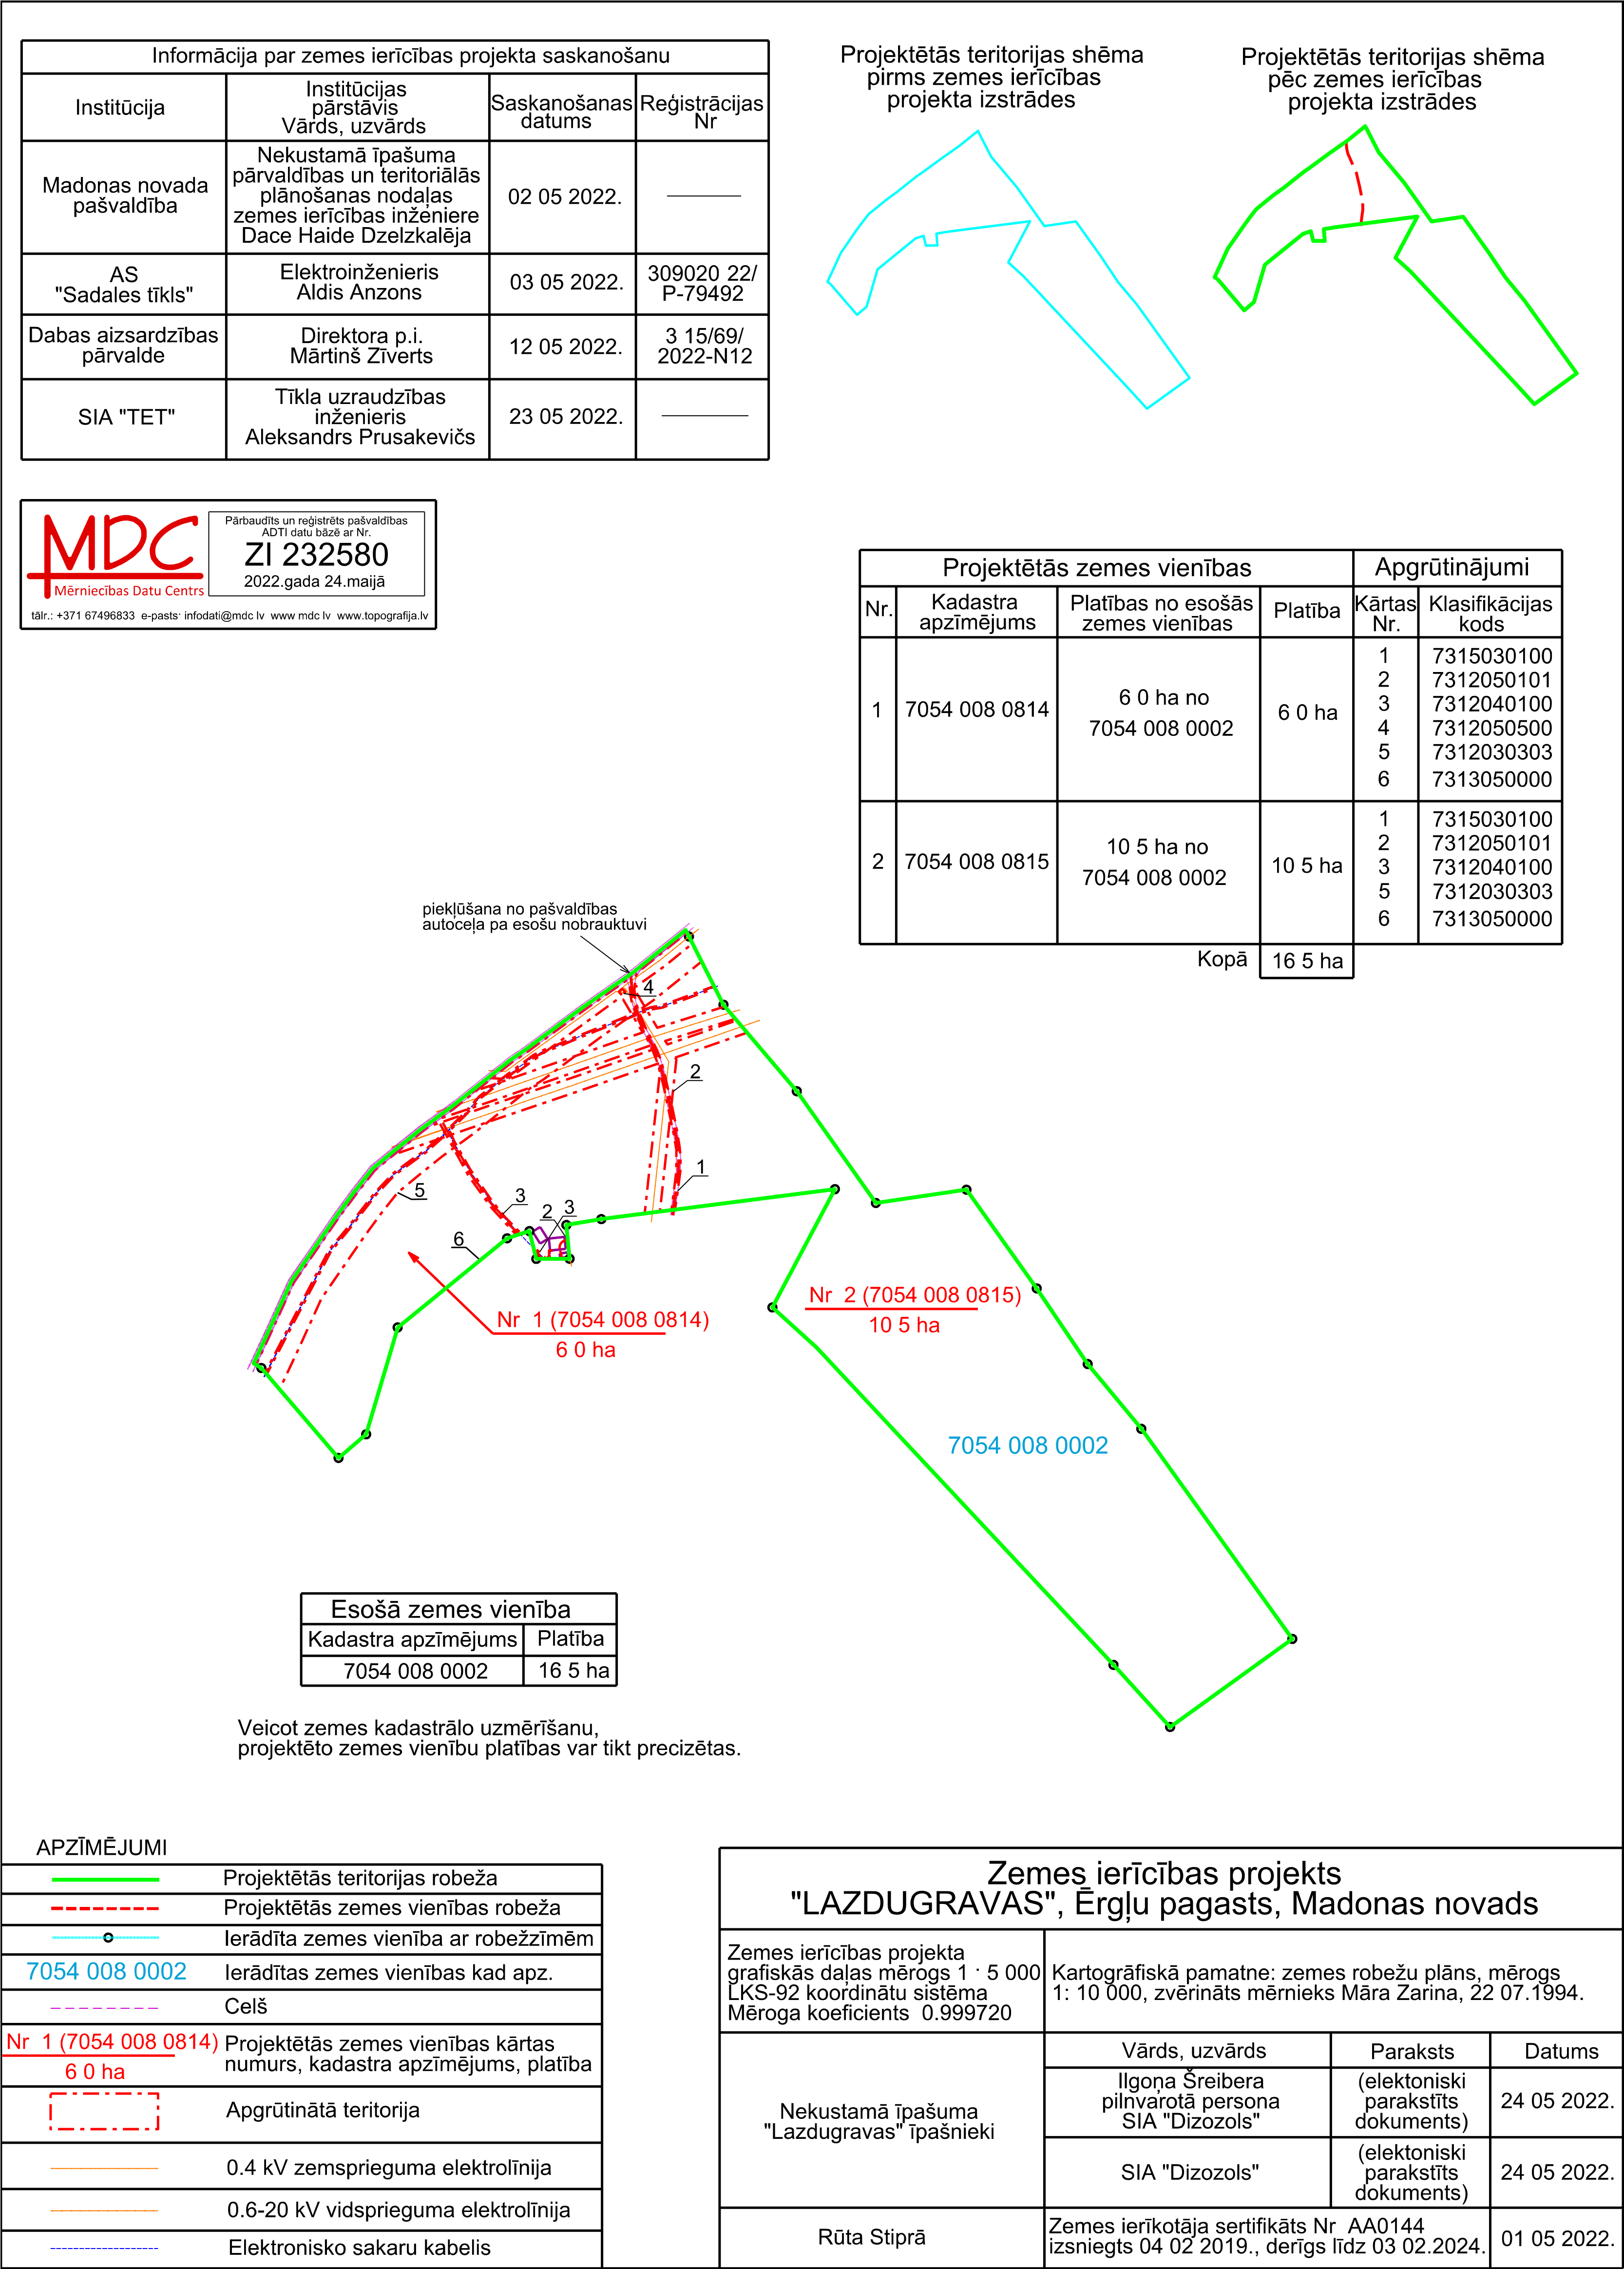 Informācija par zemes ierīcības projekta saskanošanu
Institūcija
Institūcijas
pārstāvis
Vārds, uzvārds
Saskanošanas
datums
Reģistrācijas
Nr
Madonas novada
pašvaldība
Nekustamā īpašuma
pārvaldības un teritoriālās
plānošanas nodaļas
zemes ierīcības inženiere
Dace Haide Dzelzkalēja
02 05 2022.
AS
"Sadales tīkls"
Elektroinženieris
Aldis Anzons
03 05 2022.
309020 22/
P-79492
Dabas aizsardzības
pārvalde
Direktora p.i.
Mārtinš Zīverts
12 05 2022.
3 15/69/
2022-N12
SIA "TET"
Tīkla uzraudzības
inženieris
Aleksandrs Prusakevičs
23 05 2022.
Projektētās teritorijas shēma
pirms zemes ierīcības
projekta izstrādes
Projektētās teritorijas shēma
pēc zemes ierīcības
projekta izstrādes
MDC
Mērniecības Datu Centrs
Pārbaudīts un reģistrēts pašvaldības
ADTI datu bāzē ar Nr.
ZI 232580
2022.gada 24.maijā
tālr.: +371 67496833 e-pasts: infodati@mdc lv www mdc lv www.topografija.lv
Projektētās zemes vienības
Apgrūtinājumi
Nr.
Kadastra
apzīmējums
Platības no esošās
zemes vienības
Platība
Kārtas
Nr.
Klasifikācijas
kods
1
7054 008 0814
6 0 ha no
7054 008 0002
6 0 ha
1 7315030100
2 7312050101
3 7312040100
4 7312050500
5 7312030303
6 7313050000
2
7054 008 0815
10 5 ha no
7054 008 0002
10 5 ha
1 7315030100
2 7312050101
3 7312040100
5 7312030303
6 7313050000
Kopā
16 5 ha
piekļūšana no pašvaldības
autoceļa pa esošu nobrauktuvi
4
2
1
5
3
2
3
6
Nr 1 (7054 008 0814)
6 0 ha
Nr 2 (7054 008 0815)
10 5 ha
7054 008 0002
Esošā zemes vienība
Kadastra apzīmējums
Platība
7054 008 0002
16 5 ha
Veicot zemes kadastrālo uzmērīšanu,
projektēto zemes vienību platības var tikt precizētas.
APZĪMĒJUMI
Projektētās teritorijas robeža
Projektētās zemes vienības robeža
Ierādīta zemes vienība ar robežzīmēm
7054 008 0002
Ierādītas zemes vienības kad apz.
Celš
Nr 1 (7054 008 0814)
6 0 ha
Projektētās zemes vienības kārtas
numurs, kadastra apzīmējums, platība
Apgrūtinātā teritorija
0.4 kV zemsprieguma elektrolīnija
0.6-20 kV vidsprieguma elektrolīnija
Elektronisko sakaru kabelis
Zemes ierīcības projekts
"LAZDUGRAVAS", Ērgļu pagasts, Madonas novads
Zemes ierīcības projekta
grafiskās daļas mērogs 1 : 5 000
LKS-92 koordinātu sistēma
Mēroga koeficients 0.999720
Kartogrāfiskā pamatne: zemes robežu plāns, mērogs
1: 10 000, zvērināts mērnieks Māra Zarina, 22 07.1994.
Nekustamā īpašuma
"Lazdugravas" īpašnieki
Vārds, uzvārds
Paraksts
Datums
Ilgoņa Šreibera
pilnvarotā persona
SIA "Dizozols"
(elektoniski
parakstīts
dokuments)
24 05 2022.
SIA "Dizozols"
(elektoniski
parakstīts
dokuments)
24 05 2022.
Rūta Stiprā
Zemes ierīkotāja sertifikāts Nr AA0144
izsniegts 04 02 2019., derīgs līdz 03 02.2024.
01 05 2022.